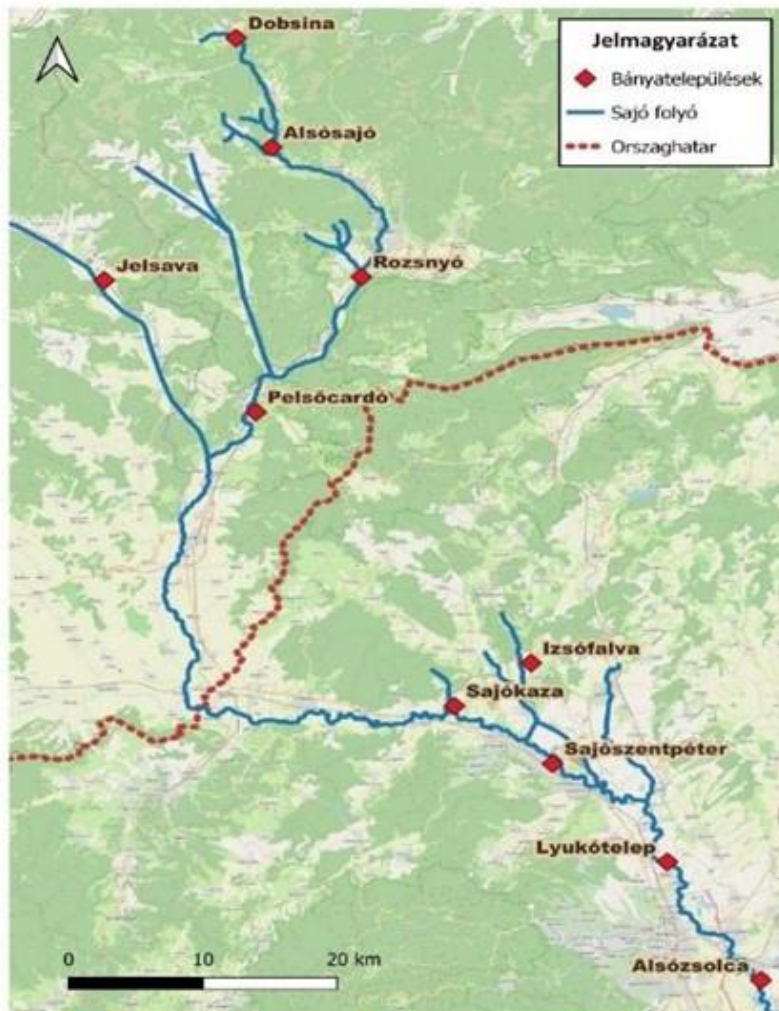 Dobsina
Jelmagyarázat
Bányatelepülések
Sajó folyó
Orszaghatar
Alsósajó
Jelsava
Rozsnyó
Pelsőcardó
Izsófalva
Sajókaza
Sajószentpéter
Lyukótelep
Alsózsolca
0 10 20 km